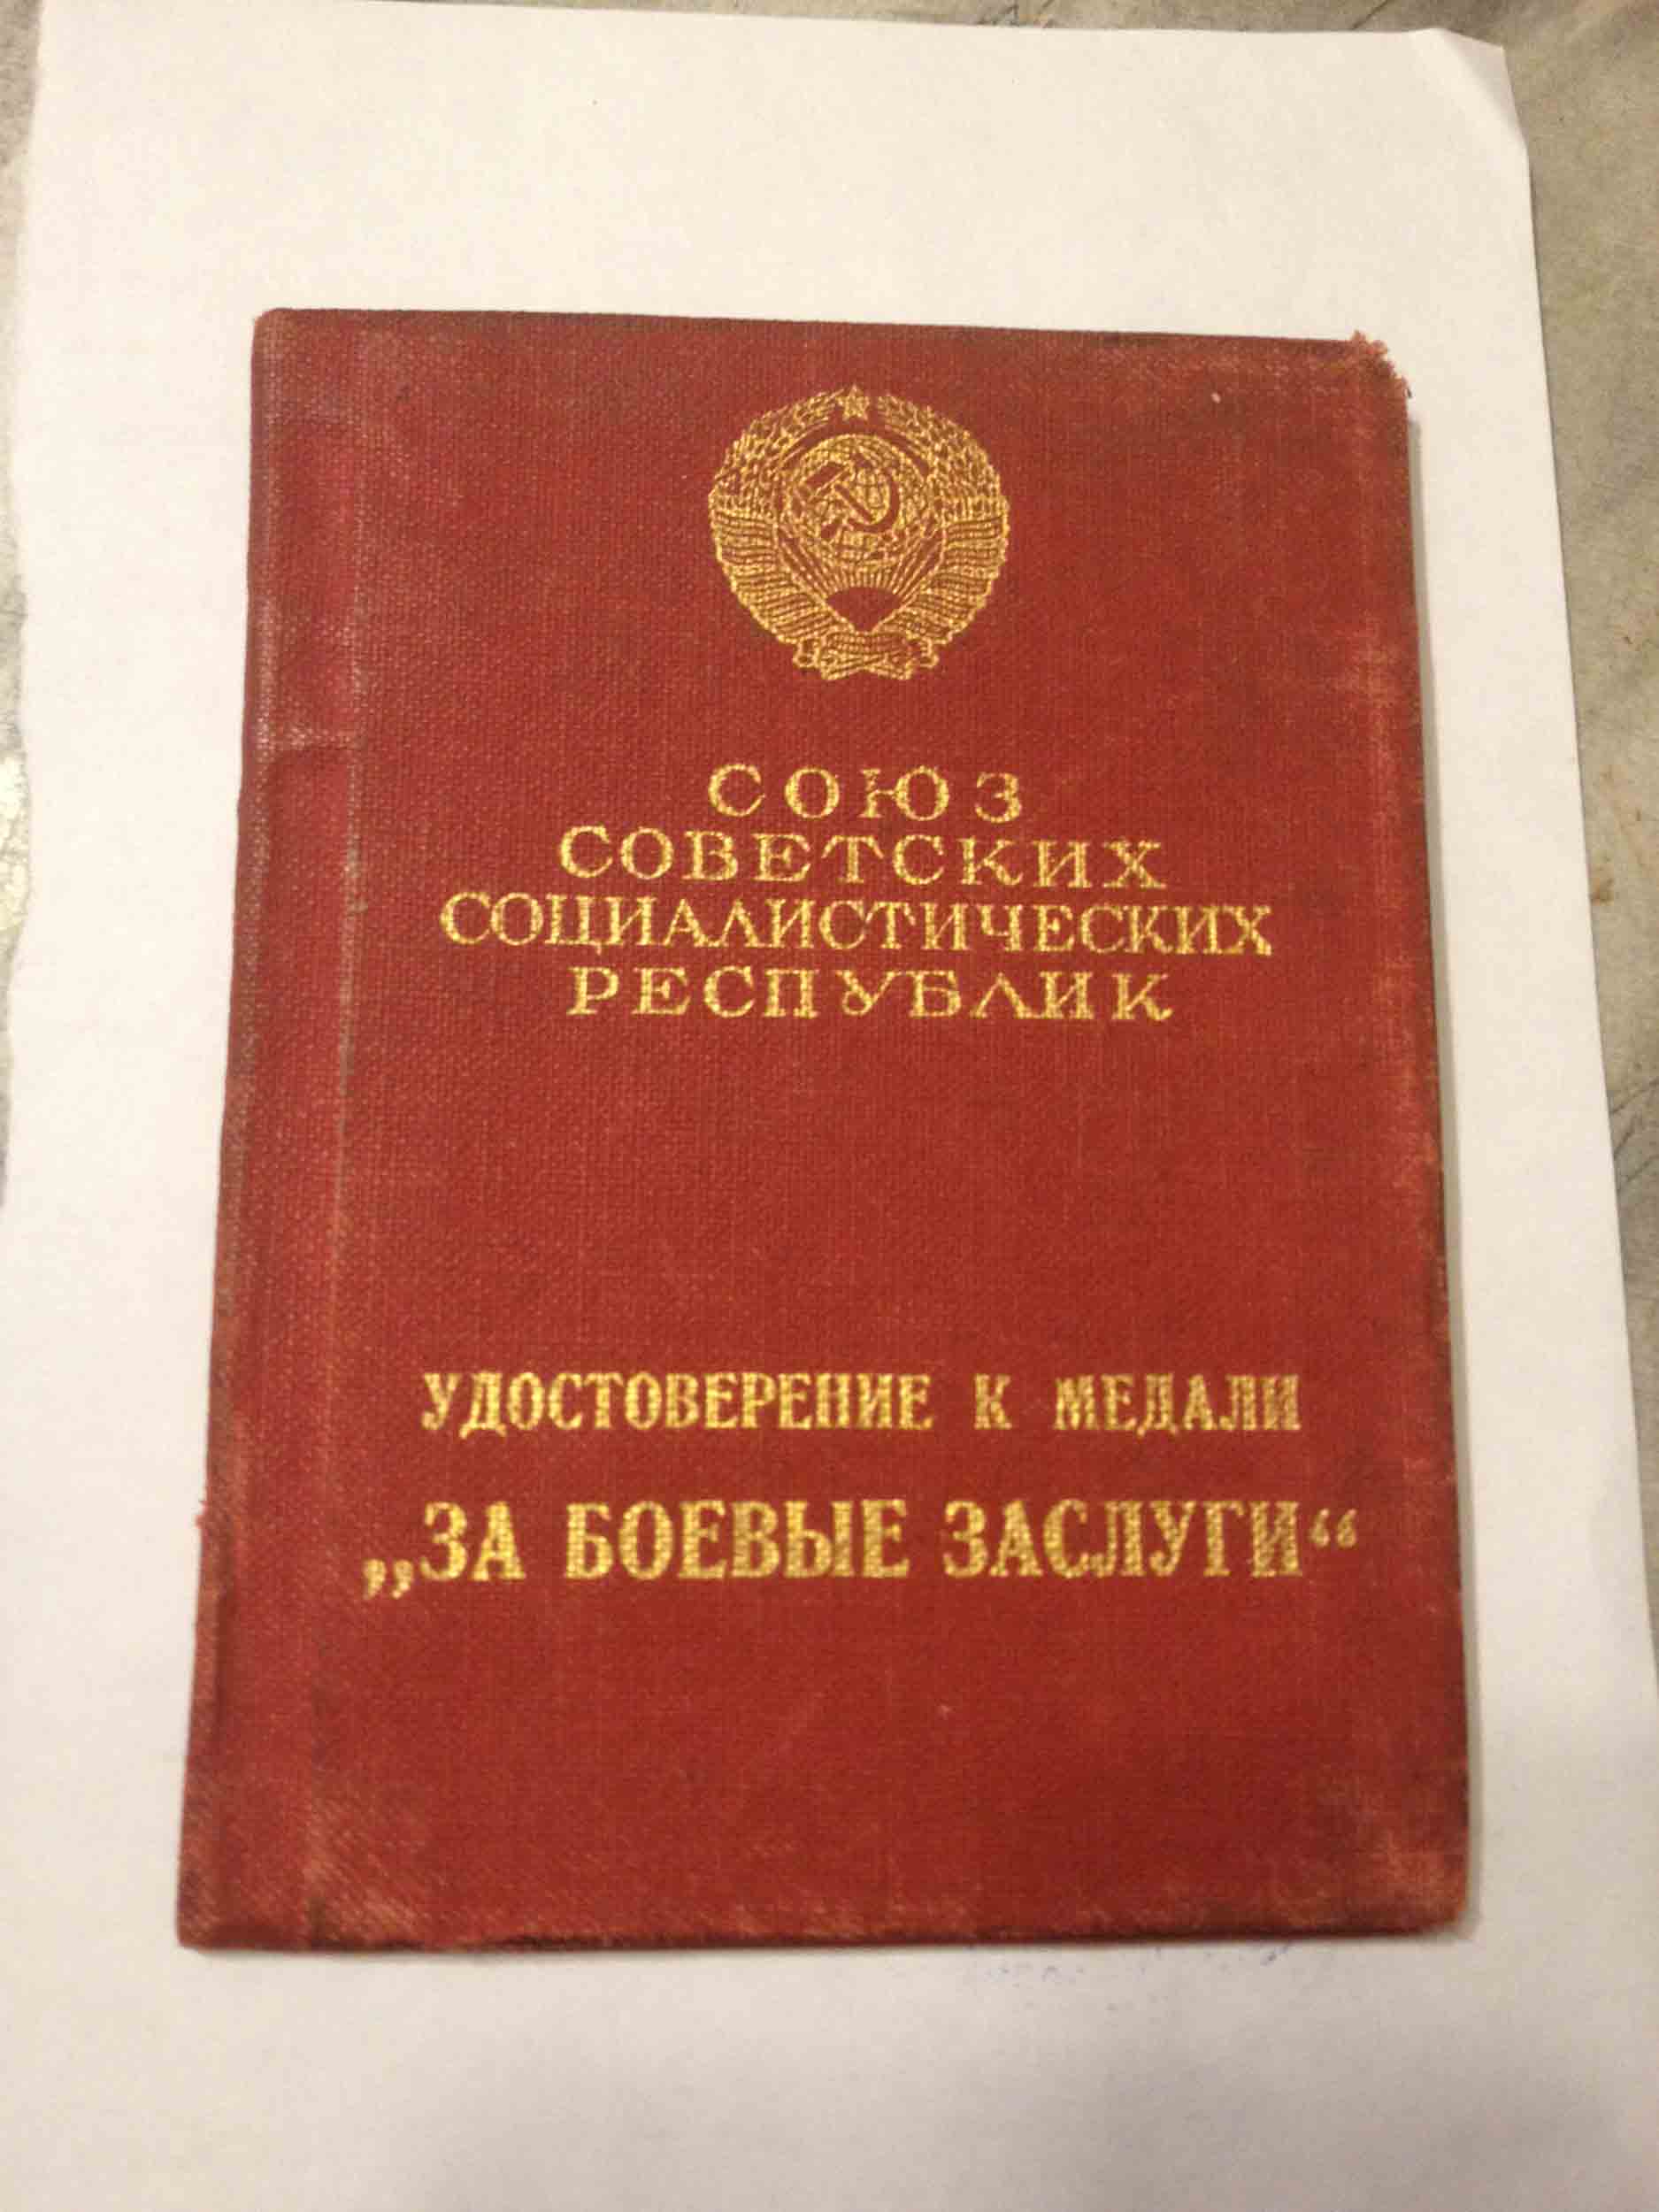 СОЮЗ
СОВЕТСКИХ
СОЦИАЛИСТИЧЕСКИХ
РЕСПУБЛИК
УДОСТОВЕРЕНИЕ К МЕДАЛИ
„ЗА БОЕВЫЕ ЗАСЛУГИ“